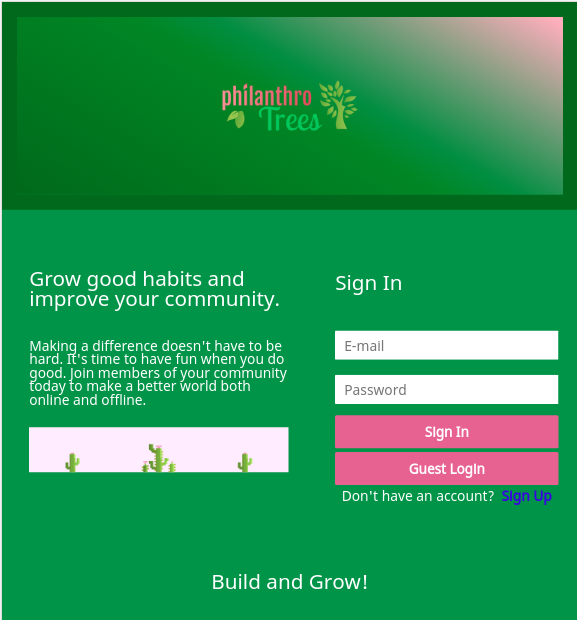 philanthro
Trees
Grow good habits and
improve your community.
Making a difference doesn't have to be
hard. It's time to have fun when you do
good. Join members of your community
today to make a better world both
online and offline.
Sign In
E-mail
Password
Sign In
Guest Login
Don't have an account? Sign Up
Build and Grow!